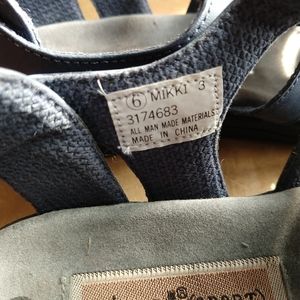 ⑥ MiKKi 3
3174683
ALL MAN MADE MATERIALS
MADE IN CHINA